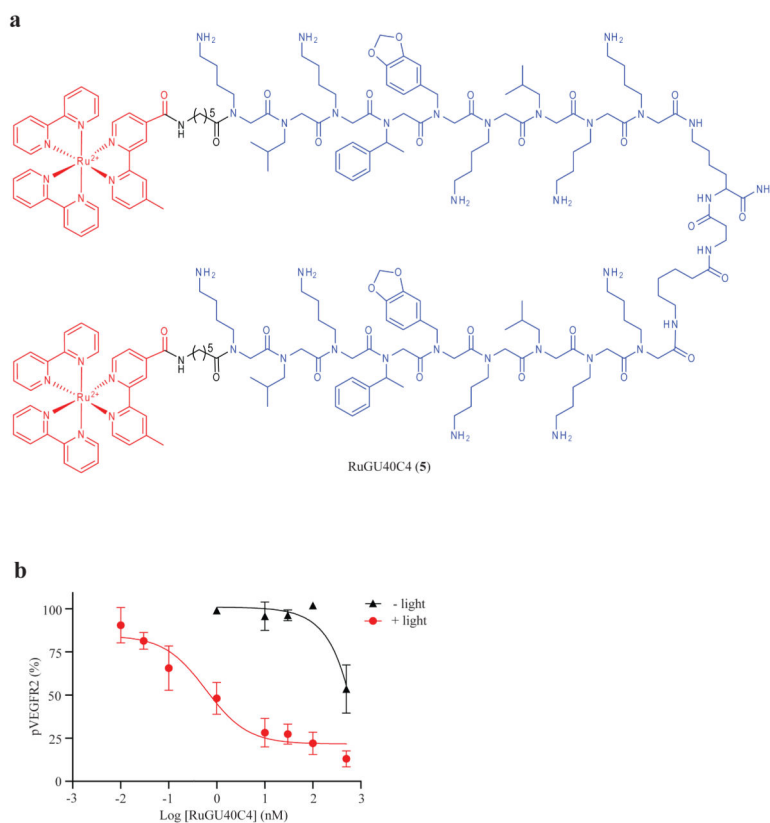 a
NH₂ NH₂ O NH₂
O
O O O O O O
N N N N N NH
N H 5 O
N N N N
N N N
Ru2+
O O O O
N N N
NH₂ NH₂
HN O NH
O
NH
O
NH₂ NH₂ O NH₂
O
NH
O O O O O
N N N N N O
N H 5 O
N N N N
N N N
Ru2+
O O O O
N N N
NH₂ NH₂
RuGU40C4 (5)
b
100
75
50
25
0
pVEGFR2 (%)
-3 -2 -1 0 1 2 3
Log [RuGU40C4] (nM)
- light
+ light